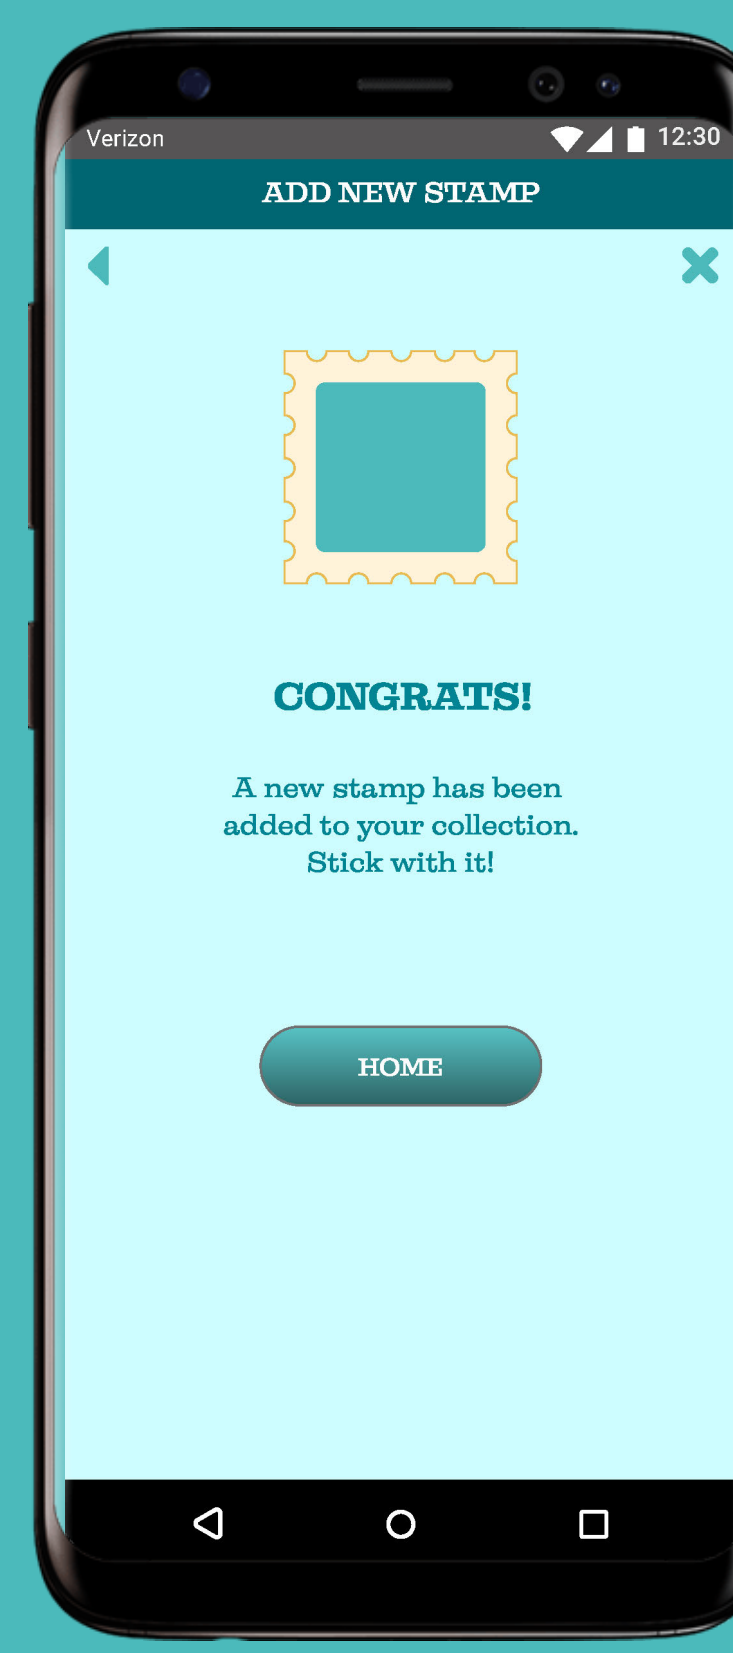 Verizon 12:30
ADD NEW STAMP
CONGRATS!
A new stamp has been
added to your collection.
Stick with it!
HOME